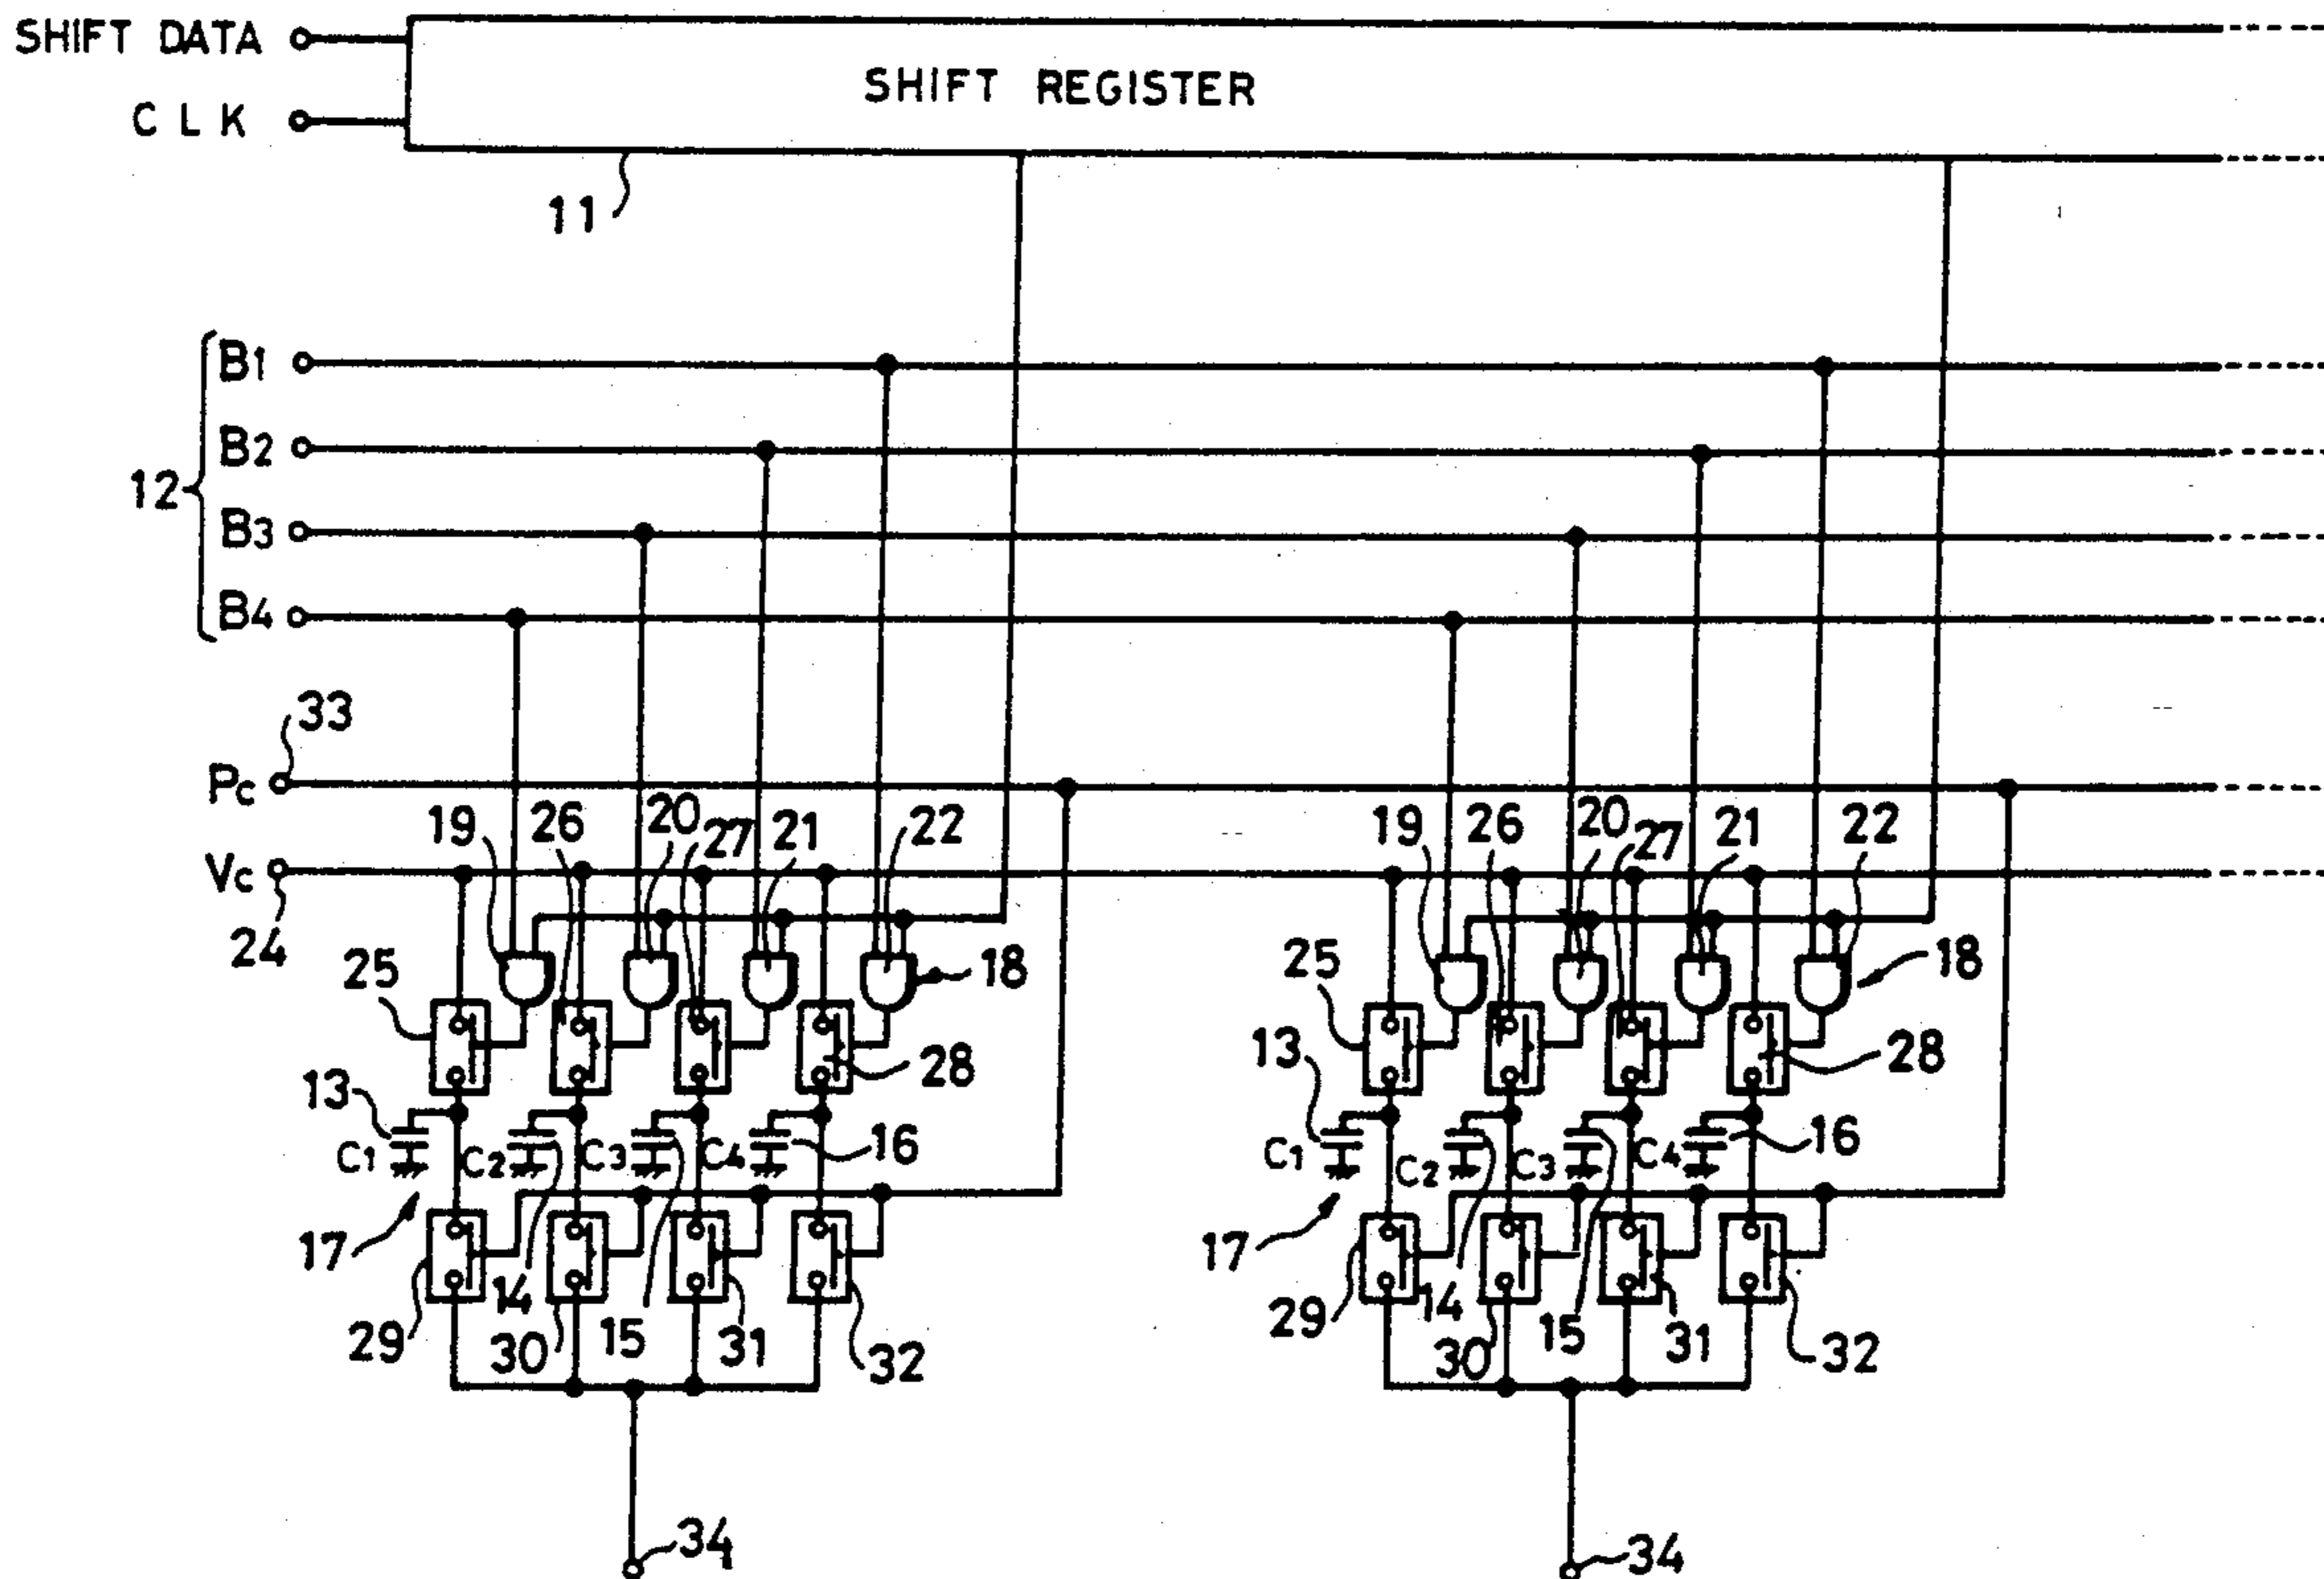 SHIFT DATA
SHIFT REGISTER
CLK
11
B1
B2
12
B3
B4
33
Pc
19 26 20 27 21 22
19 26 20 27 21 22
Vc
24
25 18
25 18
28
28
13 C1 C2 C3 C4 16
13 C1 C2 C3 C4 16
17 14 15
17 14 15
29 30 31 32
29 30 31 32
34
34